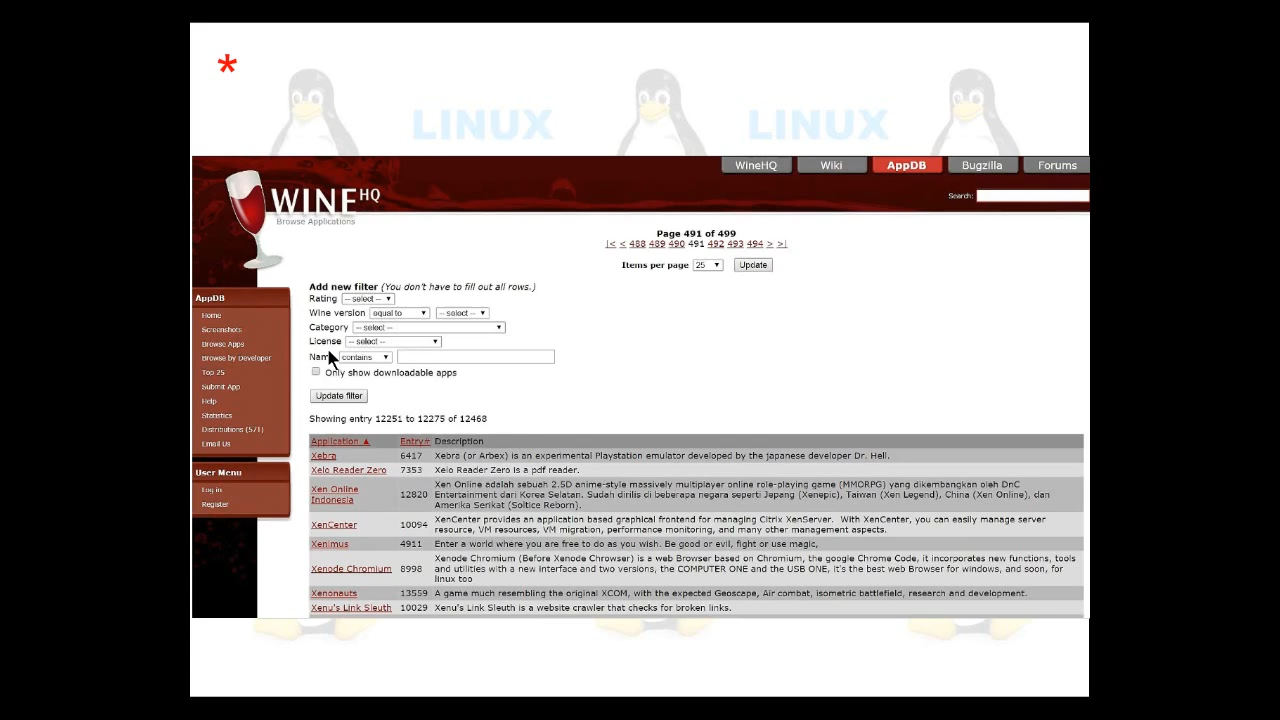 *
LINUX LINUX
WineHQ Wiki AppDB Bugzilla Forums
WINE HQ
Search:
Browse Applications
Page 491 of 499
|< < 488 489 490 491 492 493 494 > >|
Items per page 25 Update
Add new filter (You don't have to fill out all rows.)
Rating -- select --
Wine version equal to -- select --
Category -- select --
License -- select --
Nam contains
Only show downloadable apps
Update filter
Showing entry 12251 to 12275 of 12468
AppDB
Home
Screenshots
Browse Apps
Browse by Developer
Top 25
Submit App
Help
Statistics
Distributions (571)
Email Us
User Menu
Log in
Register
Application ▲ Entry# Description
Xebra 6417 Xebra (or Arbex) is an experimental Playstation emulator developed by the japanese developer Dr. Hell.
Xelo Reader Zero 7353 Xelo Reader Zero is a pdf reader.
Xen Online
Indonesia
12820
Xen Online adalah sebuah 2.5D anime-style massively multiplayer online role-playing game (MMORPG) yang dikembangkan oleh DnC
Entertainment dari Korea Selatan. Sudah dirilis di beberapa negara seperti Jepang (Xenepic), Taiwan (Xen Legend), China (Xen Online), dan
Amerika Serikat (Soltice Reborn).
XenCenter 10094
XenCenter provides an application based graphical frontend for managing Citrix XenServer. With XenCenter, you can easily manage server
resource, VM resources, VM migration, performance monitoring, and many other management aspects.
Xenimus 4911 Enter a world where you are free to do as you wish. Be good or evil, fight or use magic,
Xenode Chromium 8998
Xenode Chromium (Before Xenode Chrowser) is a web Browser based on Chromium, the google Chrome Code, it incorporates new functions, tools
and utilities with a new interface and two versions, the COMPUTER ONE and the USB ONE, it's the best web Browser for windows, and soon, for
linux too
Xenonauts 13559 A game much resembling the original XCOM, with the expected Geoscape, Air combat, isometric battlefield, research and development.
Xenu's Link Sleuth 10029 Xenu's Link Sleuth is a website crawler that checks for broken links.